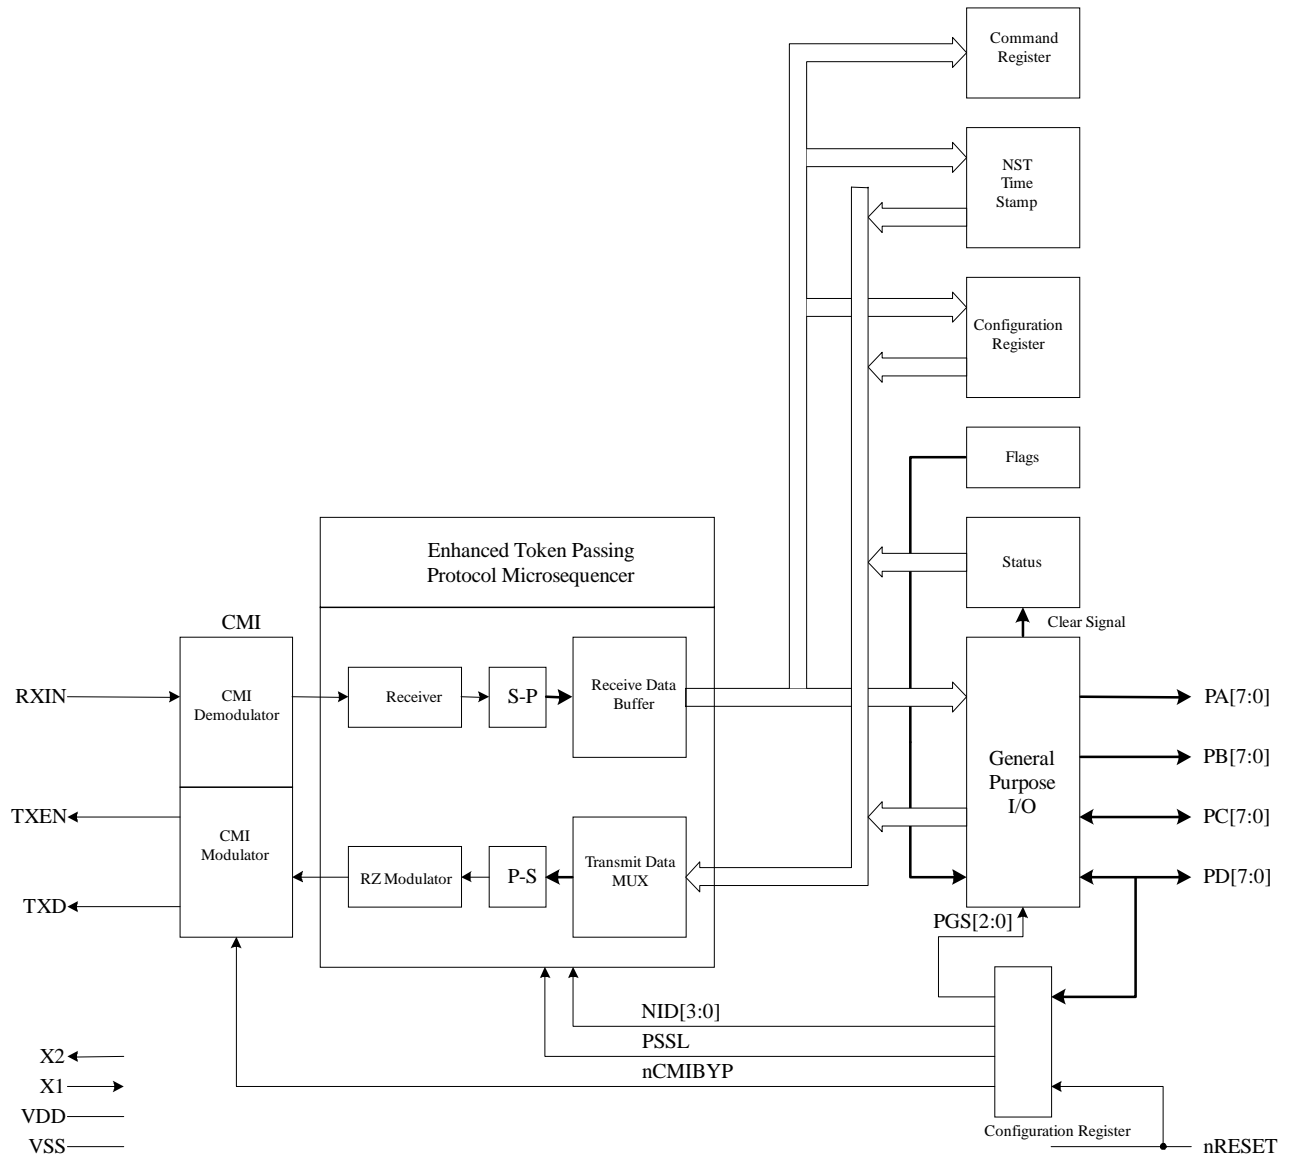 Command
Register
NST
Time
Stamp
Configuration
Register
Flags
Status
Clear Signal
Enhanced Token Passing
Protocol Microsequencer
CMI
RXIN
CMI
Demodulator
Receiver
S-P
Receive Data
Buffer
General
Purpose
I/O
PA[7:0]
PB[7:0]
PC[7:0]
PD[7:0]
TXEN
CMI
Modulator
RZ Modulator
P-S
Transmit Data
MUX
TXD
PGS[2:0]
NID[3:0]
PSSL
nCMIBYP
X2
X1
VDD
VSS
Configuration Register
nRESET